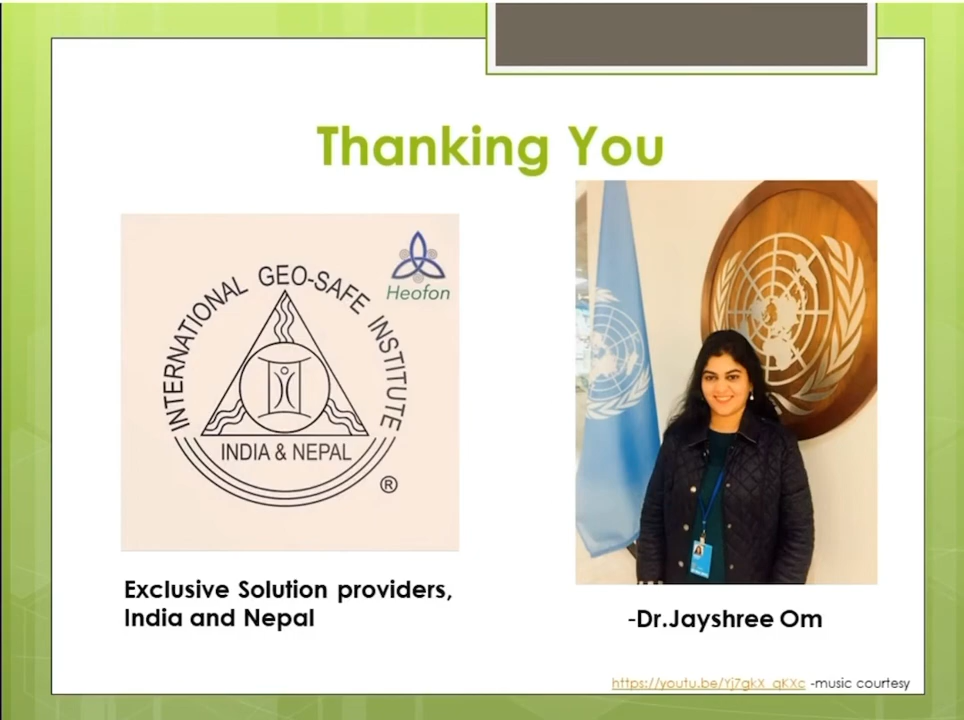 Thanking You
Heofon
INTERNATIONAL GEO-SAFE INSTITUTE
INDIA & NEPAL
®
Exclusive Solution providers,
India and Nepal
-Dr.Jayshree Om
https://youtu.be/Yj7gkX_qKXc -music courtesy